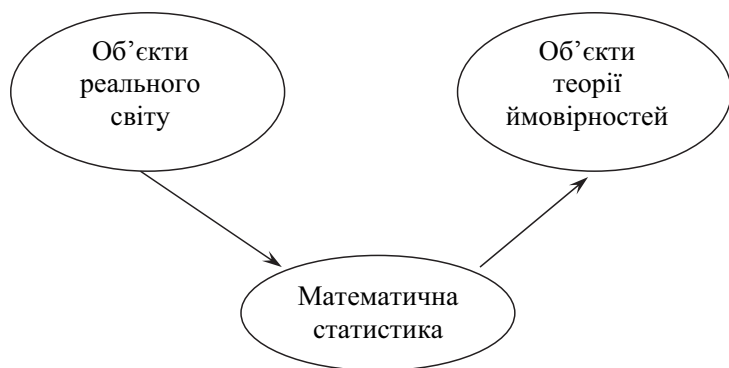 Об’єкти
реального
світу
Об’єкти
теорії
ймовірностей
Математична
статистика